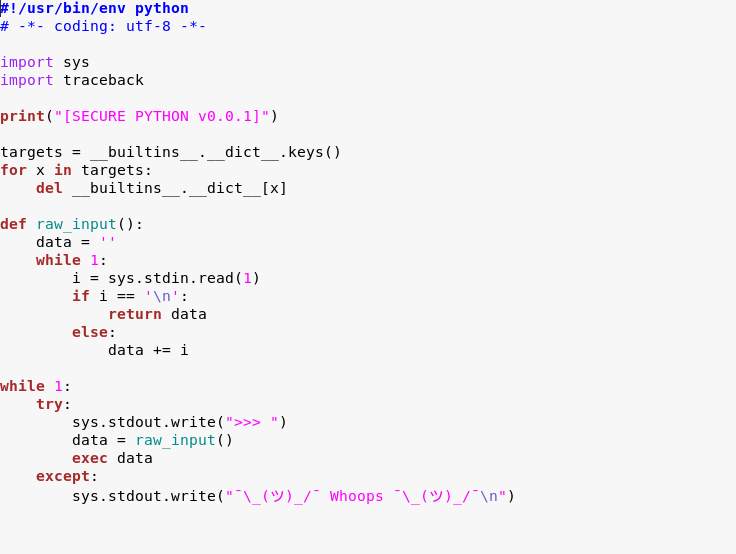 #!/usr/bin/env python
# -*- coding: utf-8 -*-
import sys
import traceback
print("[SECURE PYTHON v0.0.1]")
targets = __builtins__.__dict__.keys()
for x in targets:
    del __builtins__.__dict__[x]
def raw_input():
    data = ''
    while 1:
        i = sys.stdin.read(1)
        if i == '\n':
            return data
        else:
            data += i
while 1:
    try:
        sys.stdout.write(">>> ")
        data = raw_input()
        exec data
    except:
        sys.stdout.write("¯\_(ツ)_/¯ Whoops ¯\_(ツ)_/¯\n")